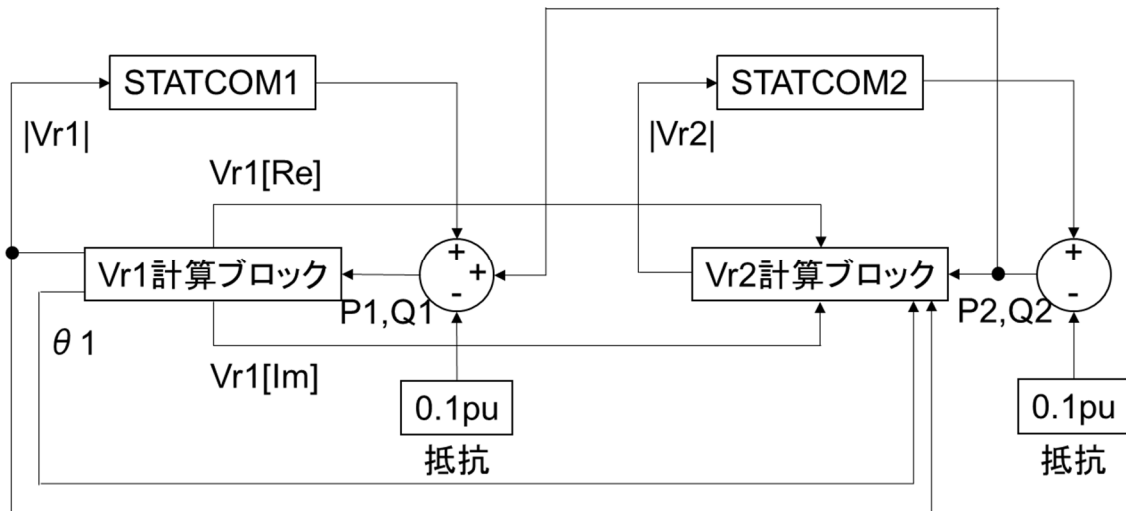 STATCOM1
STATCOM2
|Vr1|
|Vr2|
Vr1[Re]
+
+
-
+
-
Vr1計算ブロック
Vr2計算ブロック
P1,Q1
P2,Q2
θ1
Vr1[Im]
0.1pu
0.1pu
抵抗
抵抗